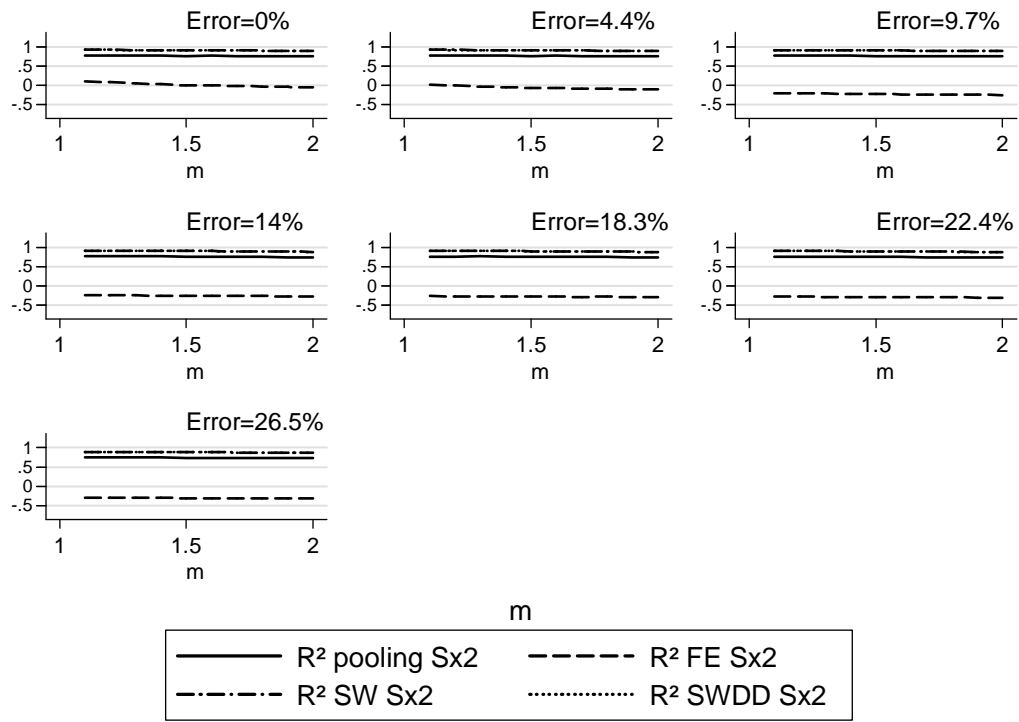 Error=0%
Error=4.4%
Error=9.7%
1
.5
0
-.5
1
.5
0
-.5
1
.5
0
-.5
1 1.5 2
1 1.5 2
1 1.5 2
m
m
m
Error=14%
Error=18.3%
Error=22.4%
1
.5
0
-.5
1
.5
0
-.5
1
.5
0
-.5
1 1.5 2
1 1.5 2
1 1.5 2
m
m
m
Error=26.5%
1
.5
0
-.5
1 1.5 2
m
m
R² pooling Sx2
R² FE Sx2
R² SW Sx2
R² SWDD Sx2